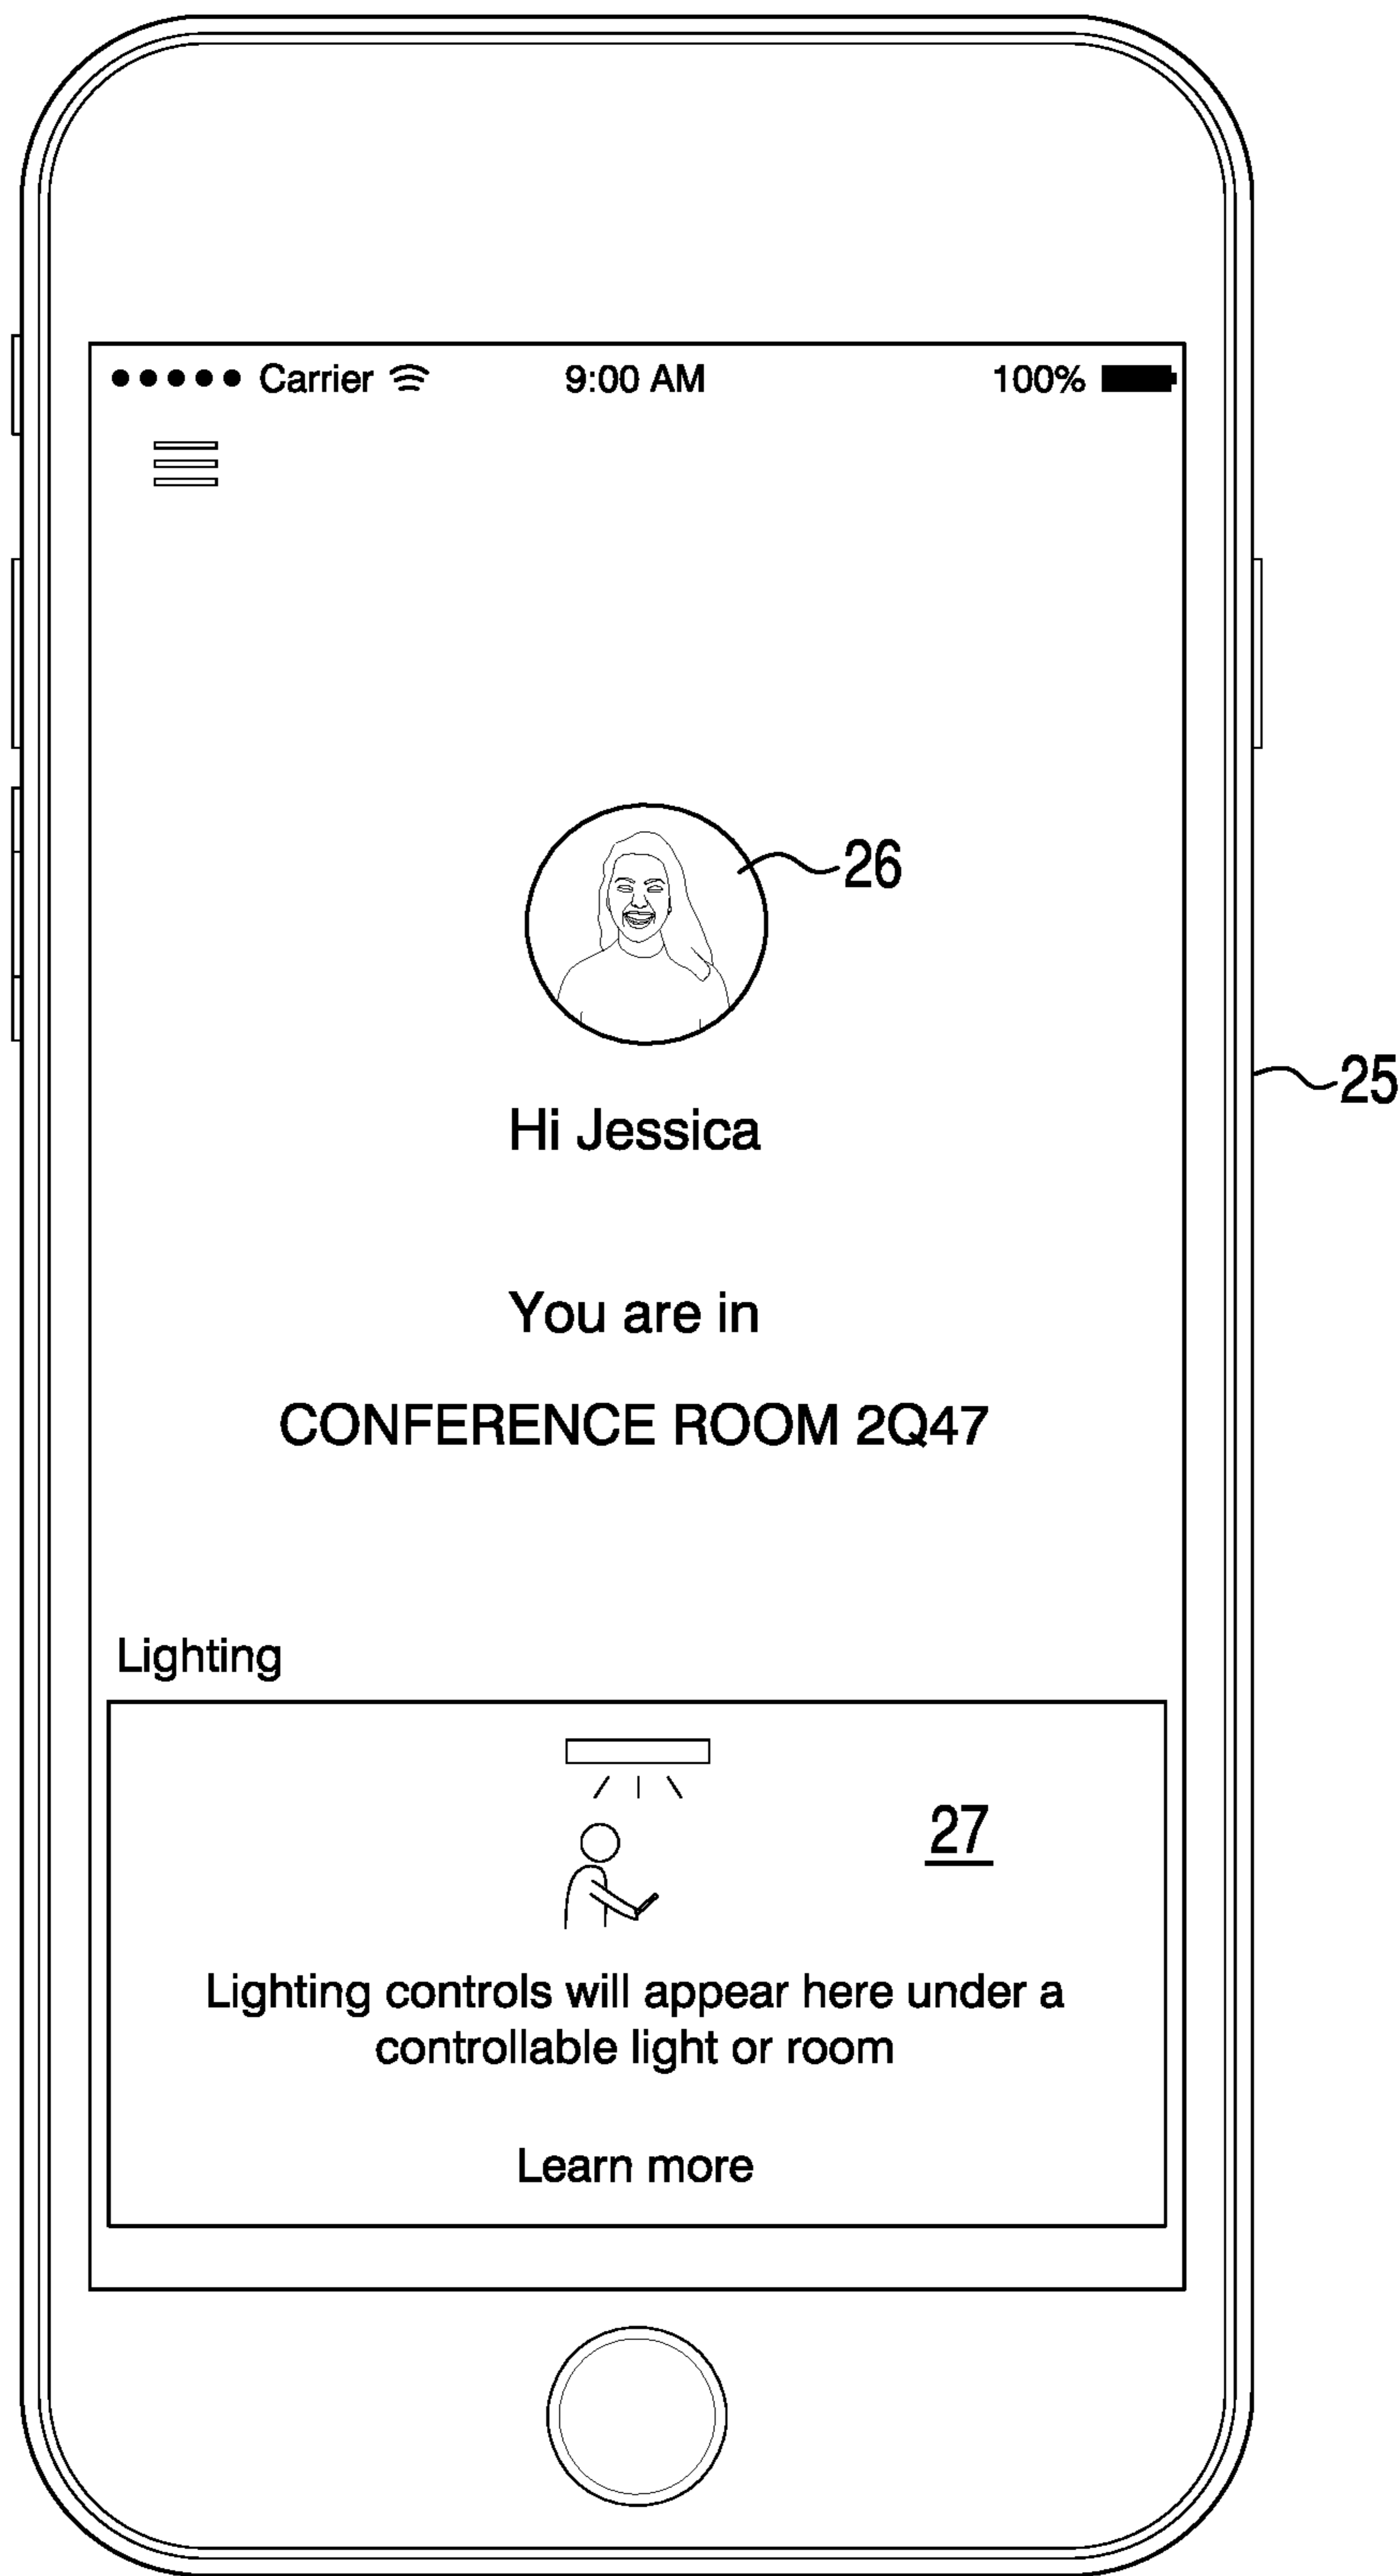 Carrier 9:00 AM 100%
26
25
Hi Jessica
You are in
CONFERENCE ROOM 2Q47
Lighting
27
Lighting controls will appear here under a
controllable light or room
Learn more